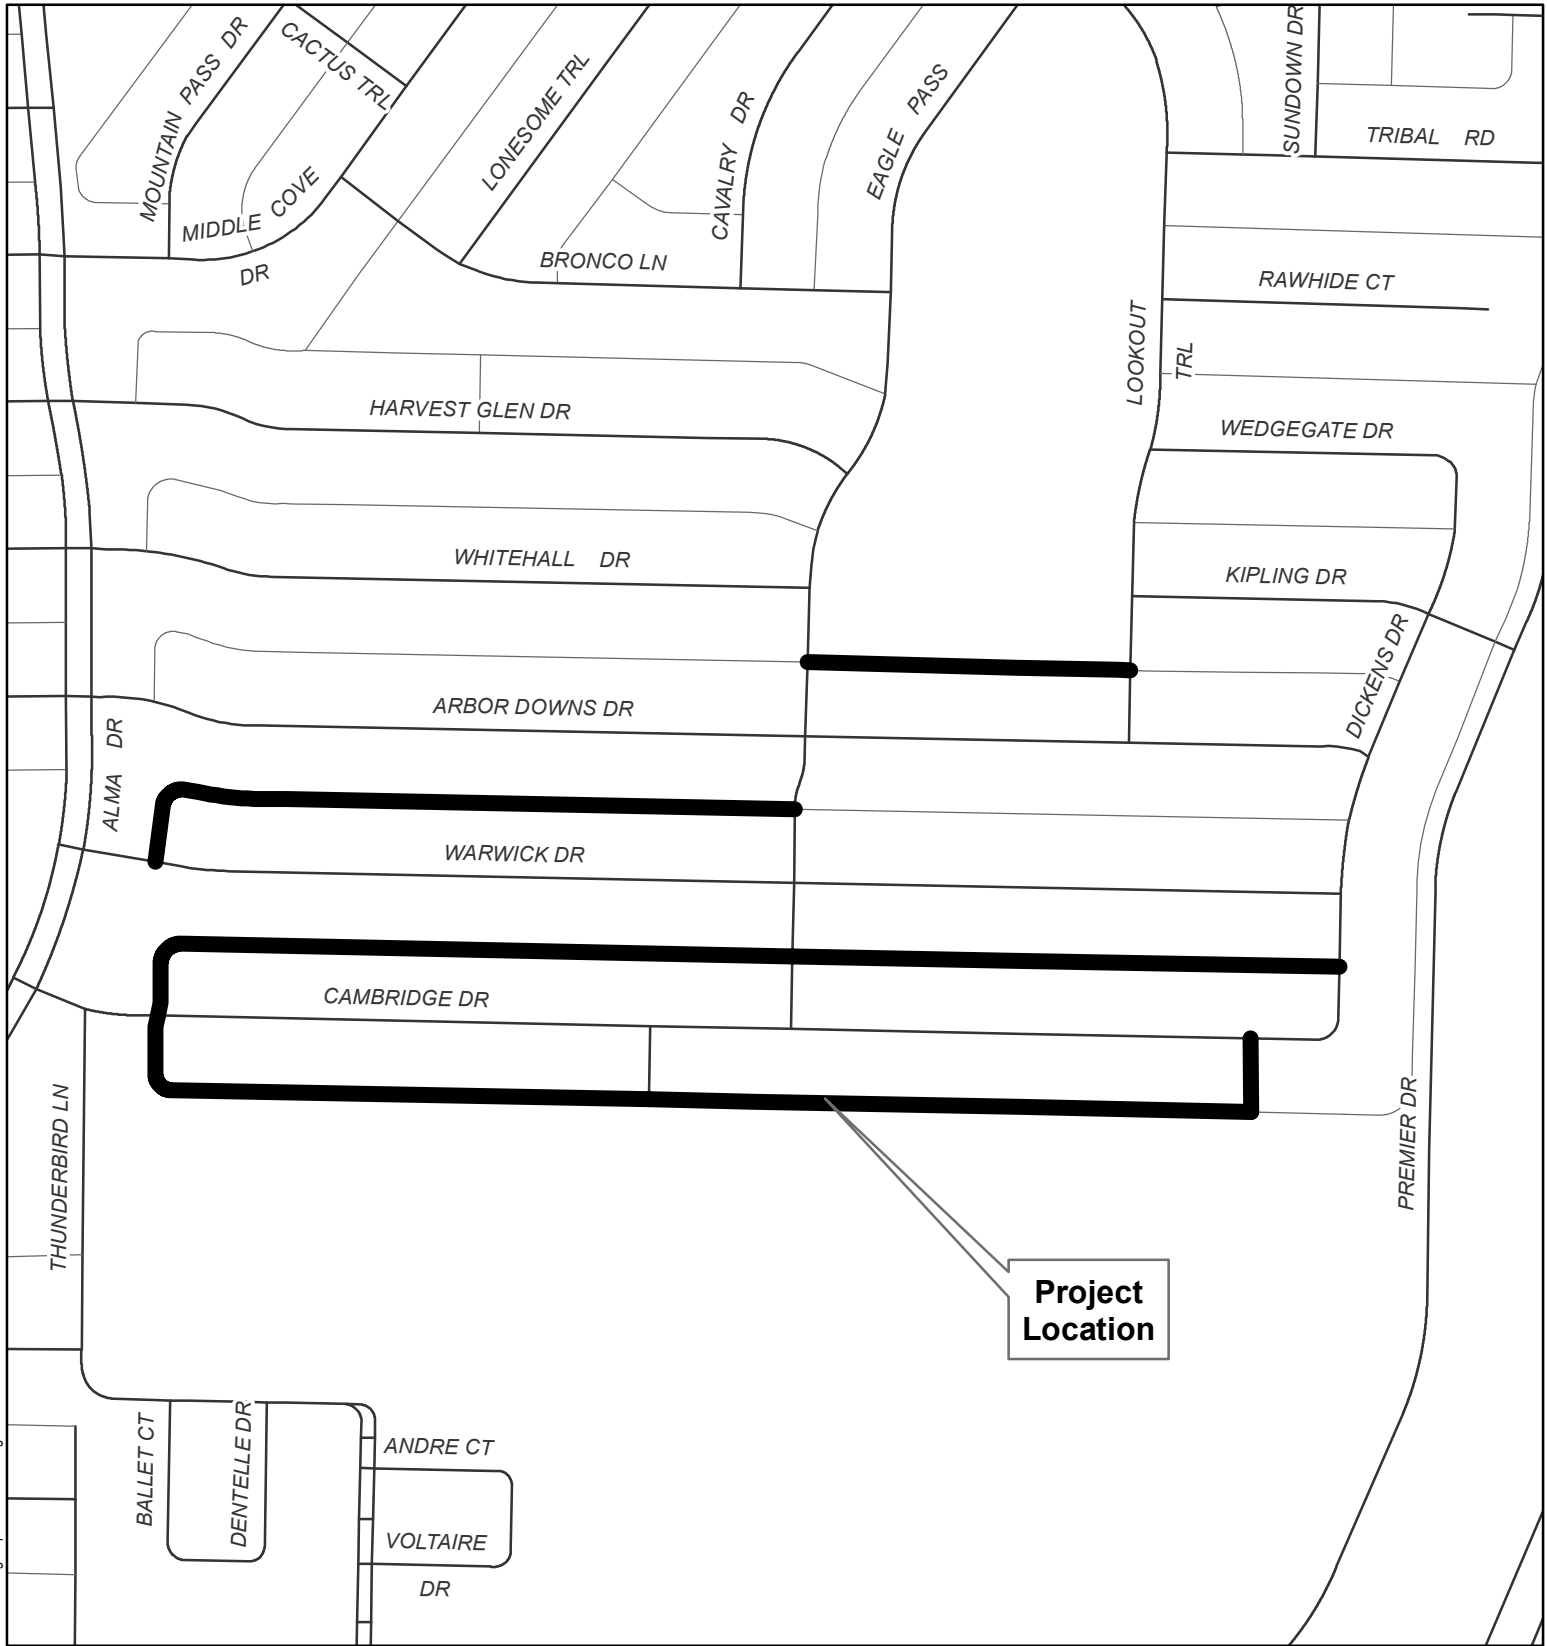 MOUNTAIN PASS DR
CACTUS TRL
LONESOME TRL
CAVALRY DR
EAGLE PASS
SUNDOWN DR
TRIBAL RD
MIDDLE COVE
DR
BRONCO LN
RAWHIDE CT
LOOKOUT
TRL
HARVEST GLEN DR
WEDGEGATE DR
WHITEHALL DR
KIPLING DR
DICKENS DR
ARBOR DOWNS DR
ALMA DR
WARWICK DR
CAMBRIDGE DR
THUNDERBIRD LN
PREMIER DR
Project
Location
BALLET CT
DENTELLE DR
ANDRE CT
VOLTAIRE
DR